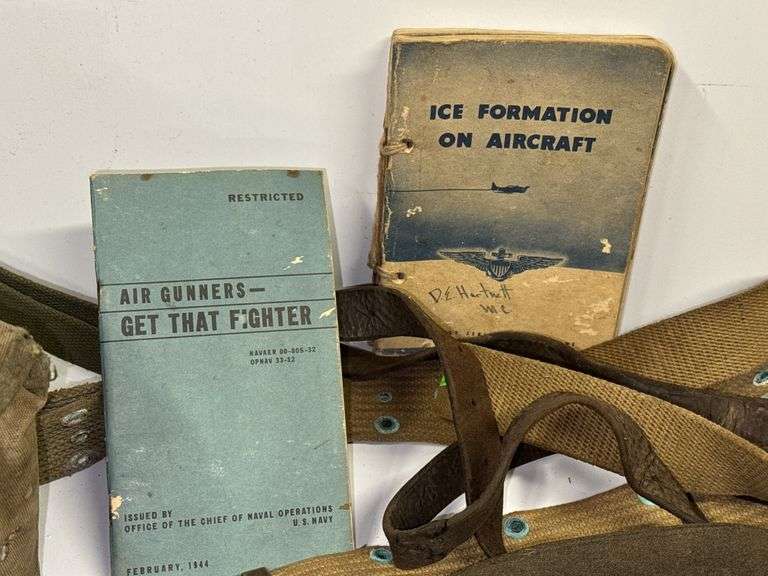 RESTRICTED
AIR GUNNERS—
GET THAT FIGHTER
NAVAER 00-80S-32
OPNAV 33-12
ISSUED BY
OFFICE OF THE CHIEF OF NAVAL OPERATIONS
U.S. NAVY
FEBRUARY, 1944
ICE FORMATION
ON AIRCRAFT
D.E. Hartnett